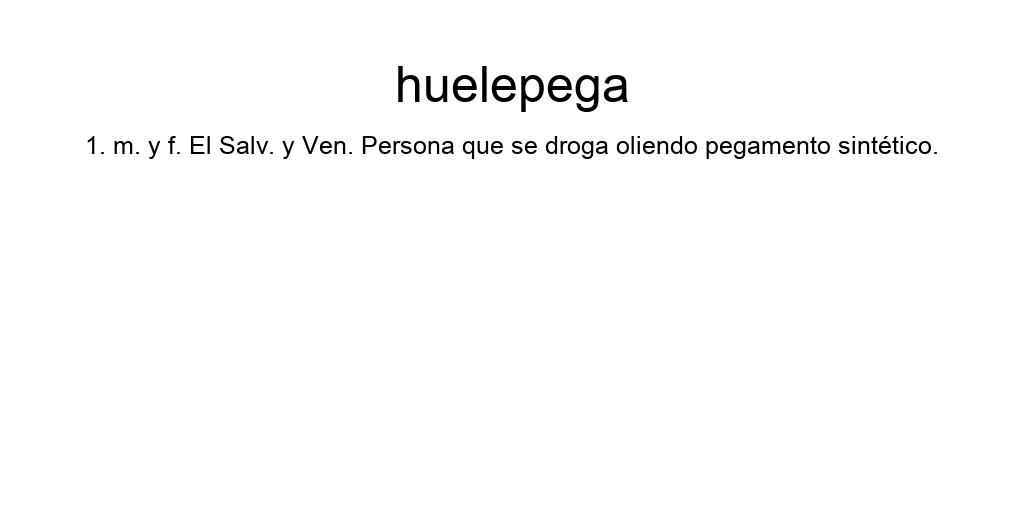 huelepega
1. m. y f. El Salv. y Ven. Persona que se droga oliendo pegamento sintético.